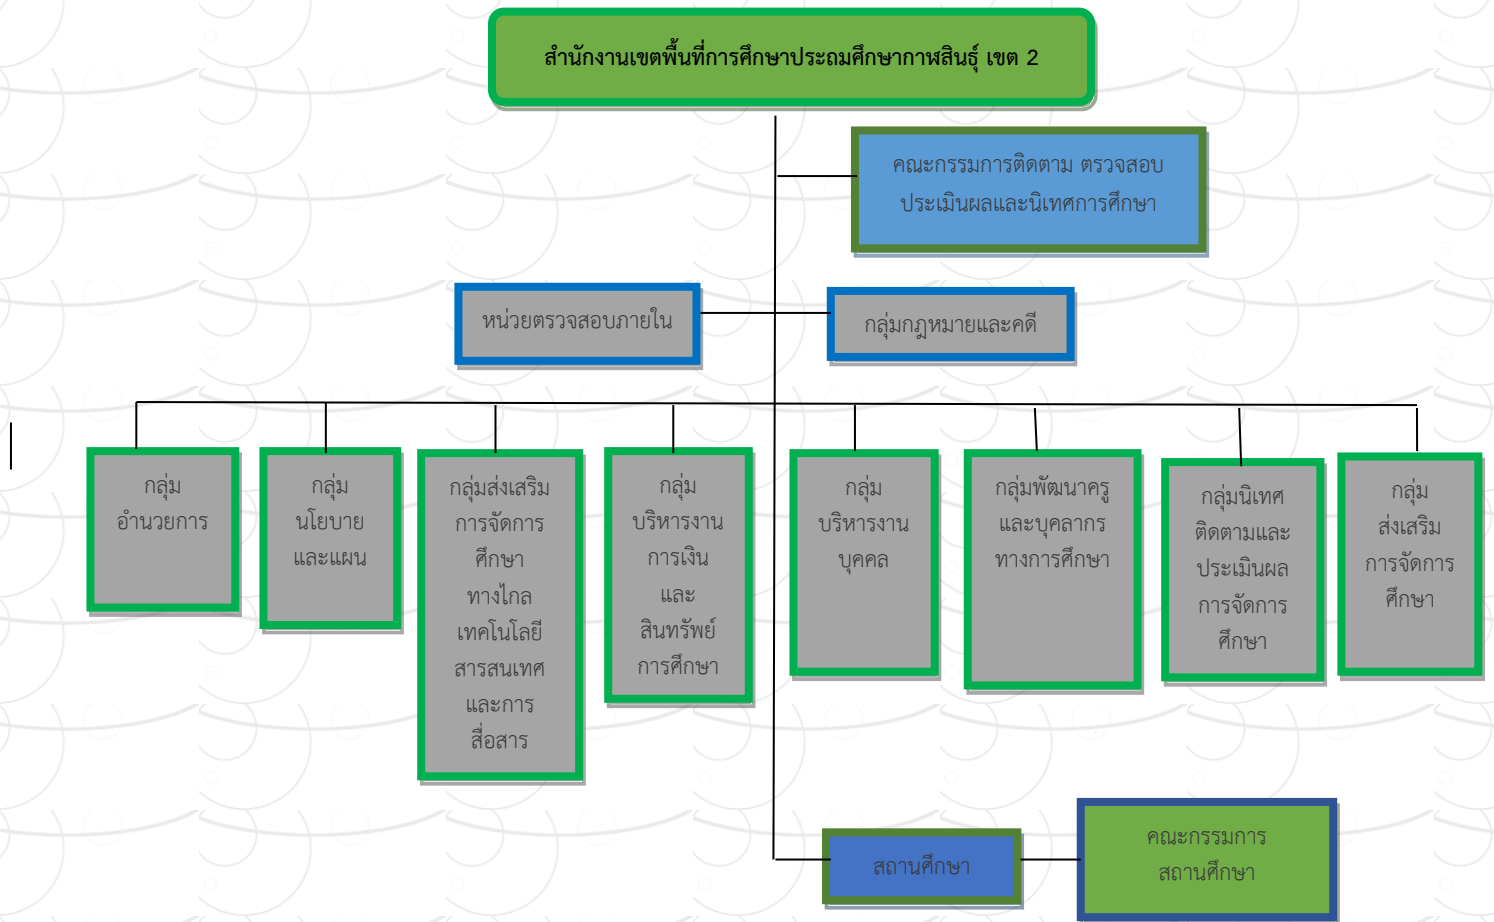 สำนักงานเขตพื้นที่การศึกษาประถมศึกษากาฬสินธุ์ เขต 2
คณะกรรมการติดตาม ตรวจสอบ
ประเมินผลและนิเทศการศึกษา
หน่วยตรวจสอบภายใน
กลุ่มกฎหมายและคดี
กลุ่ม
อำนวยการ
กลุ่ม
นโยบาย
และแผน
กลุ่มส่งเสริม
การจัดการ
ศึกษา
ทางไกล
เทคโนโลยี
สารสนเทศ
และการ
สื่อสาร
กลุ่ม
บริหารงาน
การเงิน
และ
สินทรัพย์
การศึกษา
กลุ่ม
บริหารงาน
บุคคล
กลุ่มพัฒนาครู
และบุคลากร
ทางการศึกษา
กลุ่มนิเทศ
ติดตามและ
ประเมินผล
การจัดการ
ศึกษา
กลุ่ม
ส่งเสริม
การจัดการ
ศึกษา
สถานศึกษา
คณะกรรมการ
สถานศึกษา